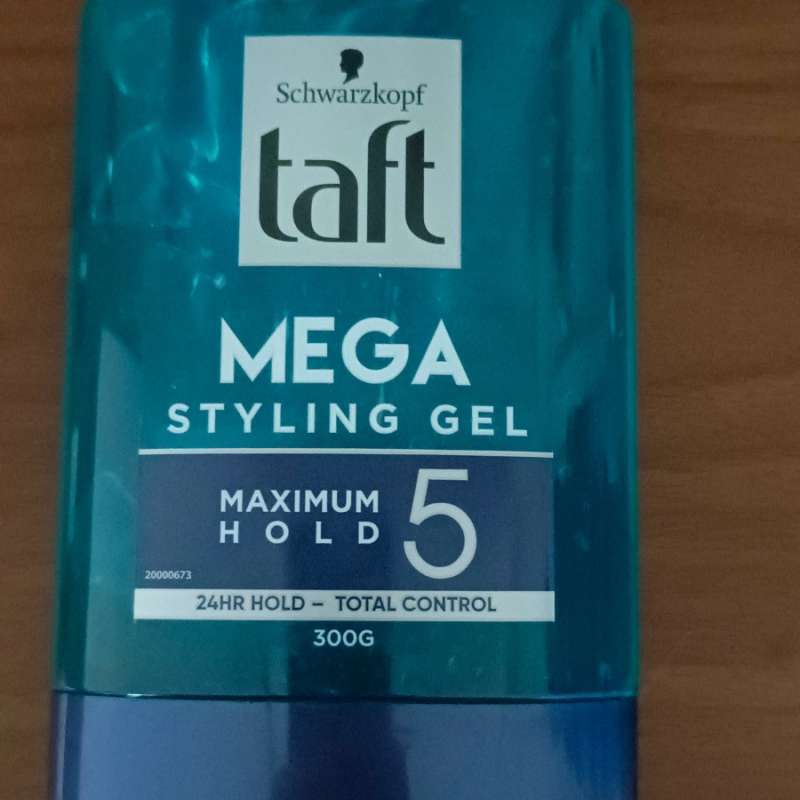 Schwarzkopf
taft
MEGA
STYLING GEL
MAXIMUM
HOLD
5
20000673
24HR HOLD – TOTAL CONTROL
300G